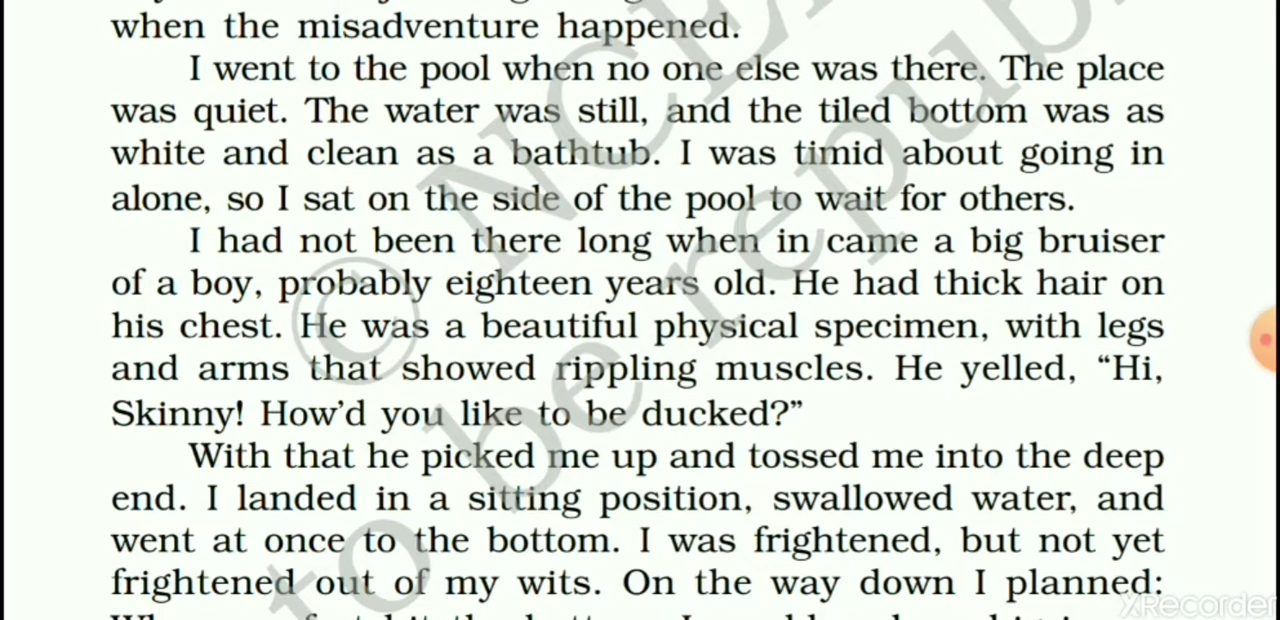 when the misadventure happened.
I went to the pool when no one else was there. The place
was quiet. The water was still, and the tiled bottom was as
white and clean as a bathtub. I was timid about going in
alone, so I sat on the side of the pool to wait for others.
I had not been there long when in came a big bruiser
of a boy, probably eighteen years old. He had thick hair on
his chest. He was a beautiful physical specimen, with legs
and arms that showed rippling muscles. He yelled, “Hi,
Skinny! How’d you like to be ducked?”
With that he picked me up and tossed me into the deep
end. I landed in a sitting position, swallowed water, and
went at once to the bottom. I was frightened, but not yet
frightened out of my wits. On the way down I planned:
XRecorder